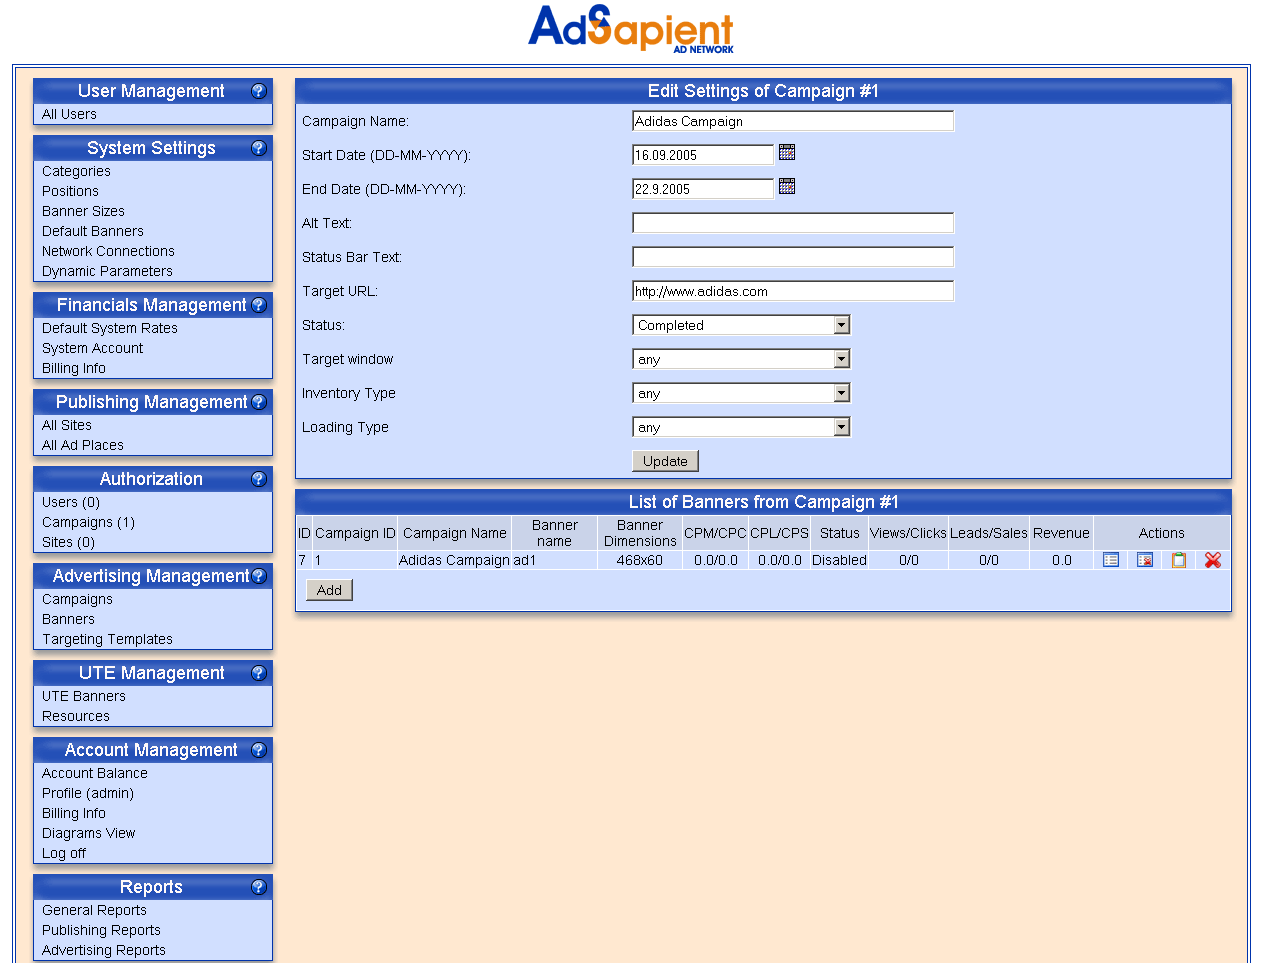 AdSapient
AD NETWORK
User Management ?
All Users
System Settings ?
Categories
Positions
Banner Sizes
Default Banners
Network Connections
Dynamic Parameters
Financials Management ?
Default System Rates
System Account
Billing Info
Publishing Management ?
All Sites
All Ad Places
Authorization ?
Users (0)
Campaigns (1)
Sites (0)
Advertising Management ?
Campaigns
Banners
Targeting Templates
UTE Management ?
UTE Banners
Resources
Account Management ?
Account Balance
Profile (admin)
Billing Info
Diagrams View
Log off
Reports ?
General Reports
Publishing Reports
Advertising Reports
Edit Settings of Campaign #1
Campaign Name: Adidas Campaign
Start Date (DD-MM-YYYY): 16.09.2005
End Date (DD-MM-YYYY): 22.9.2005
Alt Text:
Status Bar Text:
Target URL: http://www.adidas.com
Status: Completed
Target window any
Inventory Type any
Loading Type any
Update
List of Banners from Campaign #1
ID Campaign ID Campaign Name Banner name Banner Dimensions CPM/CPC CPL/CPS Status Views/Clicks Leads/Sales Revenue Actions
7 1 Adidas Campaign ad1 468x60 0.0/0.0 0.0/0.0 Disabled 0/0 0/0 0.0
Add